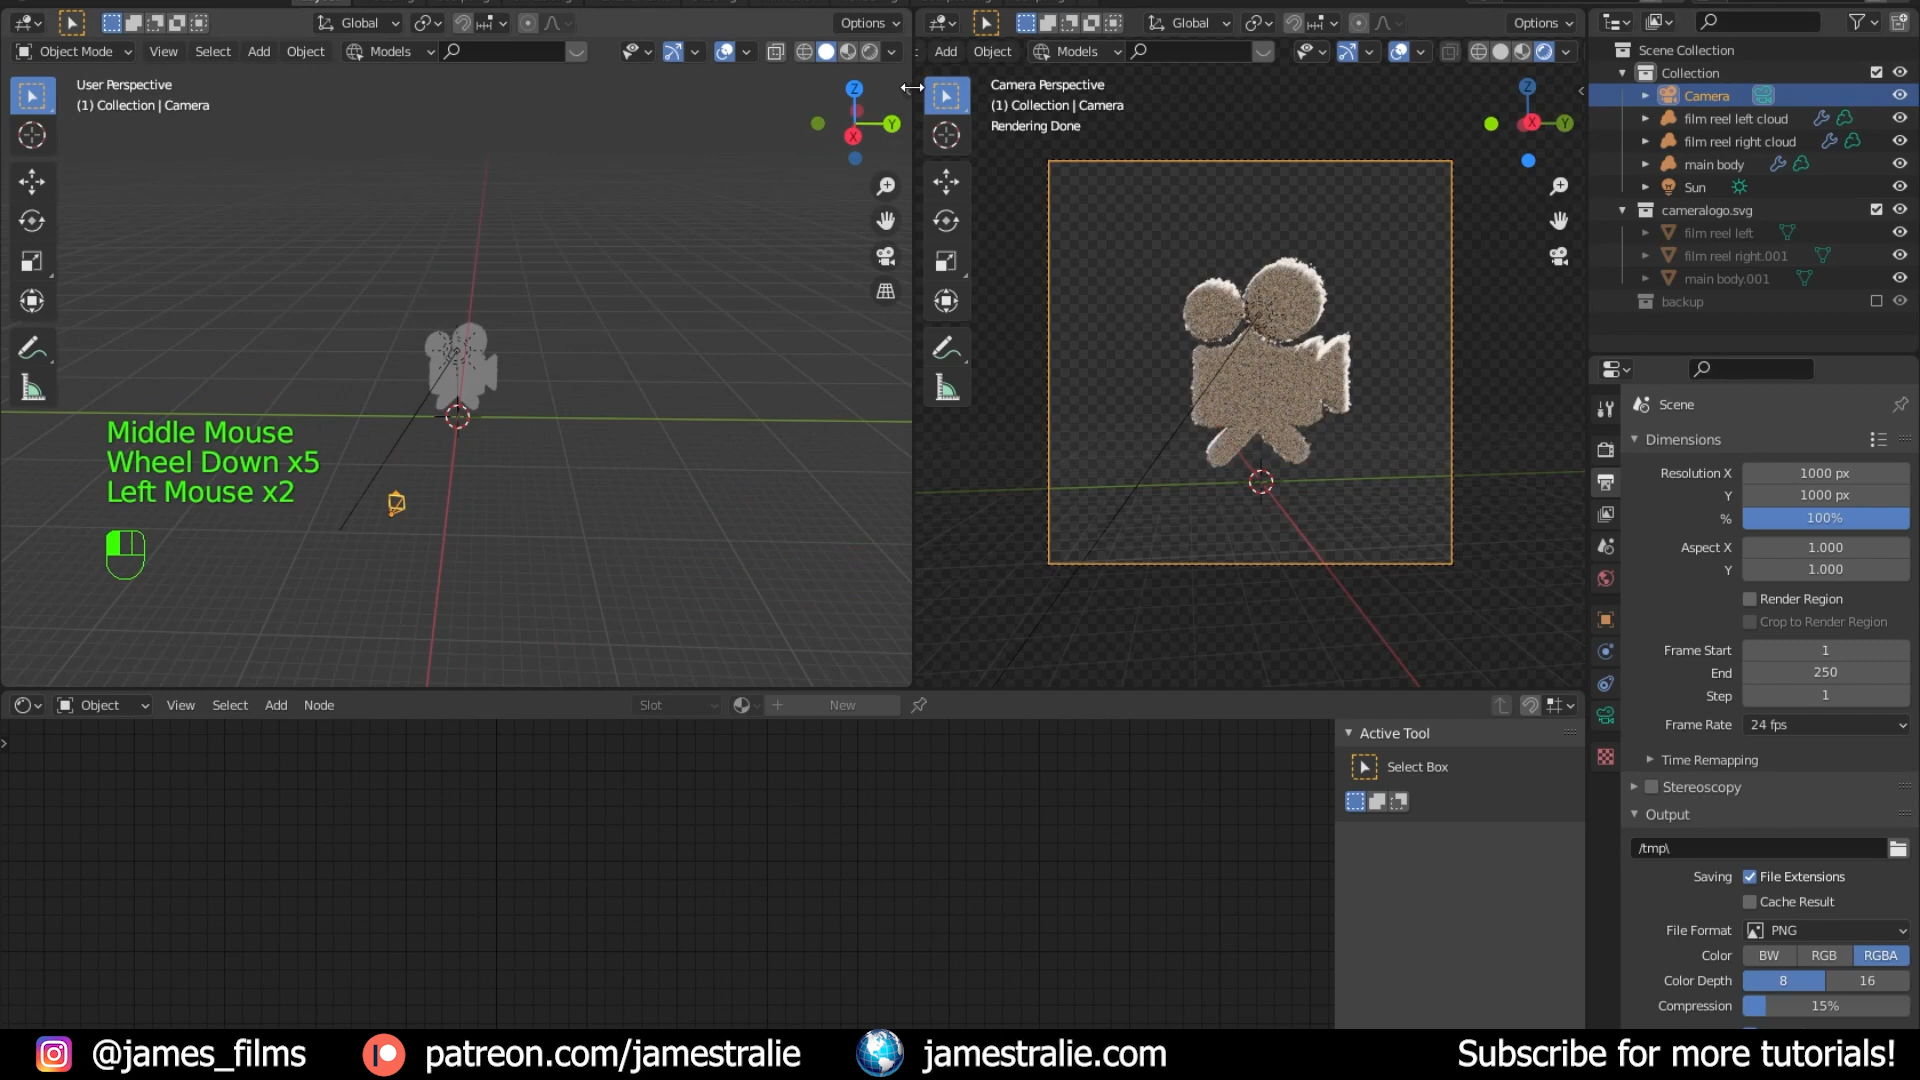 Global
Options
Global
Options
Object Mode
View
Select
Add
Object
Models
Add
Object
Models
User Perspective
(1) Collection | Camera
Z
Y
X
Camera Perspective
(1) Collection | Camera
Rendering Done
Z
X
Y
Scene Collection
Collection
Camera
film reel left cloud
film reel right cloud
main body
Sun
cameralogo.svg
film reel left
film reel right.001
main body.001
backup
Middle Mouse
Wheel Down x5
Left Mouse x2
Scene
Dimensions
Resolution X 1000 px
Y 1000 px
% 100%
Aspect X 1.000
Y 1.000
Render Region
Crop to Render Region
Frame Start 1
End 250
Step 1
Frame Rate 24 fps
Time Remapping
Stereoscopy
Output
/tmp\
Saving File Extensions
Cache Result
File Format PNG
Color BW RGB RGBA
Color Depth 8 16
Compression 15%
Object
View
Select
Add
Node
Slot
New
Active Tool
Select Box
@james_films
patreon.com/jamestralie
jamestralie.com
Subscribe for more tutorials!